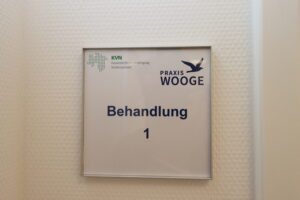 KVN
PRAXIS
WOOGE
Behandlung
1